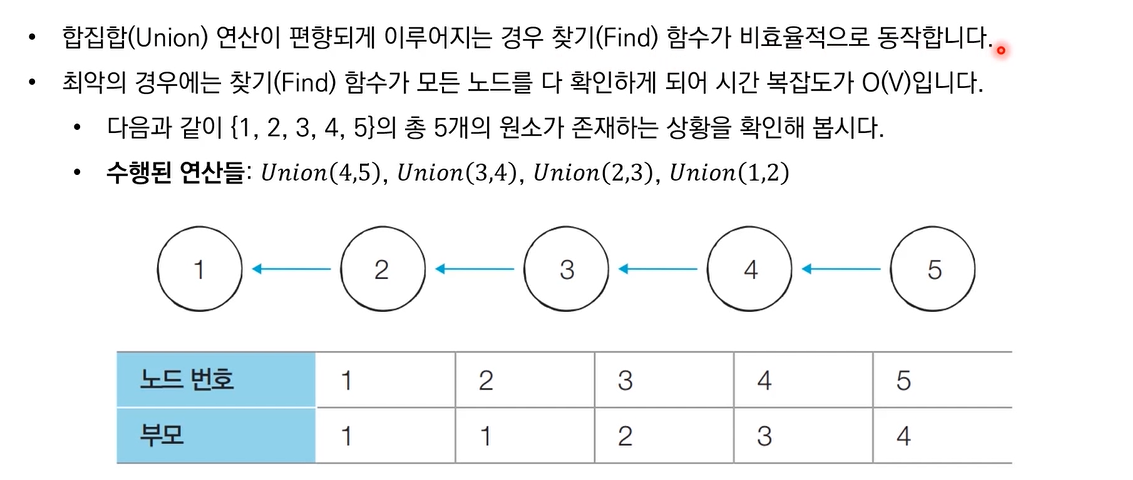 • 합집합(Union) 연산이 편향되게 이루어지는 경우 찾기(Find) 함수가 비효율적으로 동작합니다.
• 최악의 경우에는 찾기(Find) 함수가 모든 노드를 다 확인하게 되어 시간 복잡도가 O(V)입니다.
• 다음과 같이 {1, 2, 3, 4, 5}의 총 5개의 원소가 존재하는 상황을 확인해 봅시다.
• 수행된 연산들: Union(4,5), Union(3,4), Union(2,3), Union(1,2)
1 2 3 4 5
노드 번호 1 2 3 4 5
부모 1 1 2 3 4